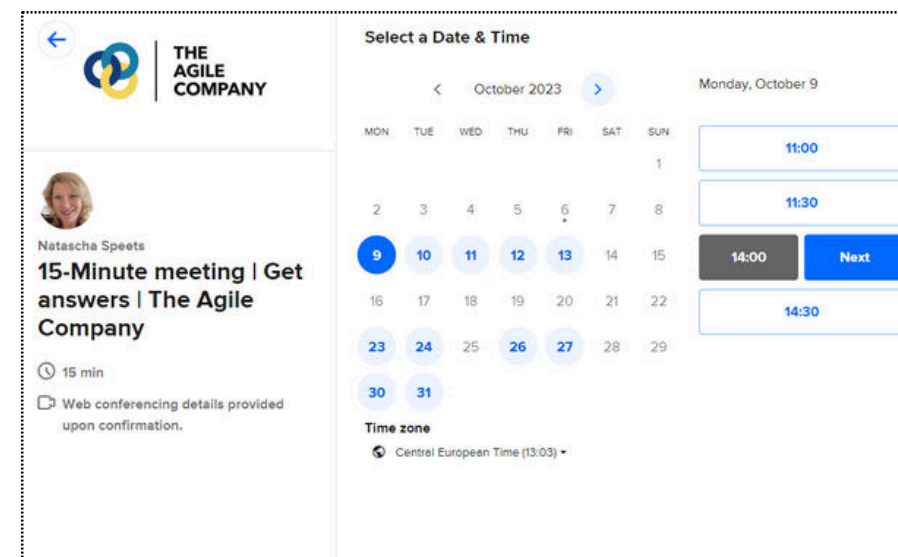 THE
AGILE
COMPANY
Natascha Speets
15-Minute meeting | Get
answers | The Agile
Company
15 min
Web conferencing details provided
upon confirmation.
Select a Date & Time
< October 2023 >
MON TUE WED THU FRI SAT SUN
1
2 3 4 5 6 7 8
9 10 11 12 13 14 15
16 17 18 19 20 21 22
23 24 25 26 27 28 29
30 31
Time zone
Central European Time (13:03)
Monday, October 9
11:00
11:30
14:00 Next
14:30